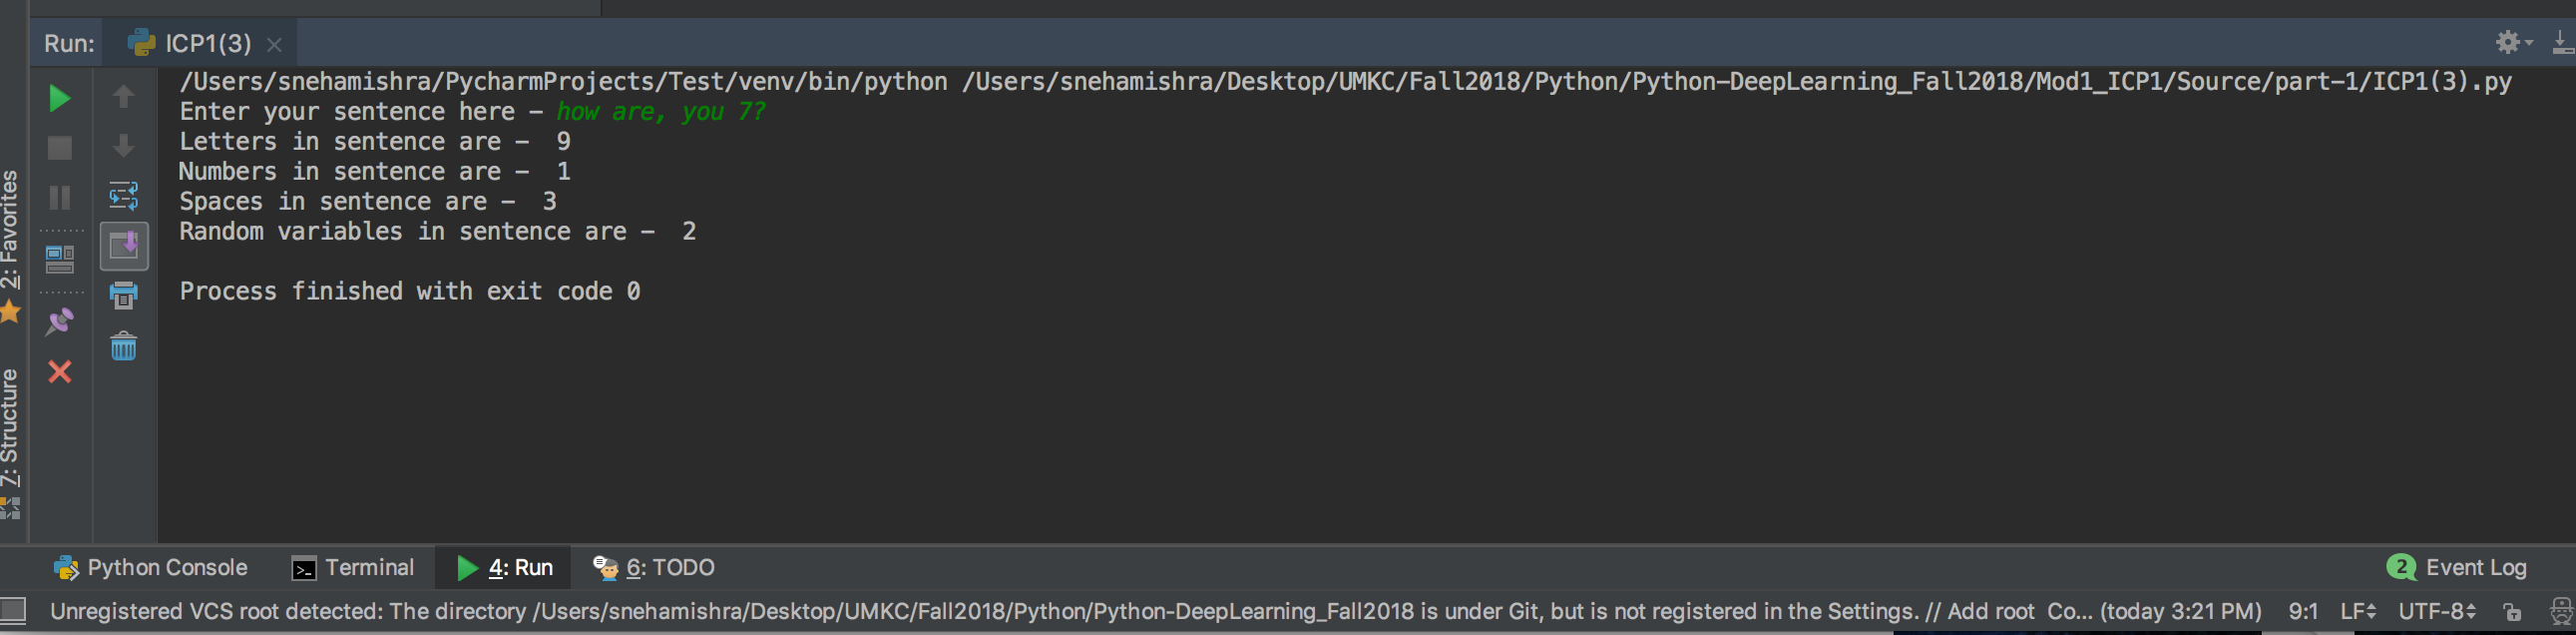 Run: ICP1(3)
/Users/snehamishra/PycharmProjects/Test/venv/bin/python /Users/snehamishra/Desktop/UMKC/Fall2018/Python/Python-DeepLearning_Fall2018/Mod1_ICP1/Source/part-1/ICP1(3).py
Enter your sentence here - how are, you 7?
Letters in sentence are -  9
Numbers in sentence are -  1
Spaces in sentence are -  3
Random variables in sentence are -  2
Process finished with exit code 0
2: Favorites
7: Structure
Python Console Terminal 4: Run 6: TODO 2 Event Log
Unregistered VCS root detected: The directory /Users/snehamishra/Desktop/UMKC/Fall2018/Python/Python-DeepLearning_Fall2018 is under Git, but is not registered in the Settings. // Add root Co... (today 3:21 PM) 9:1 LF UTF-8